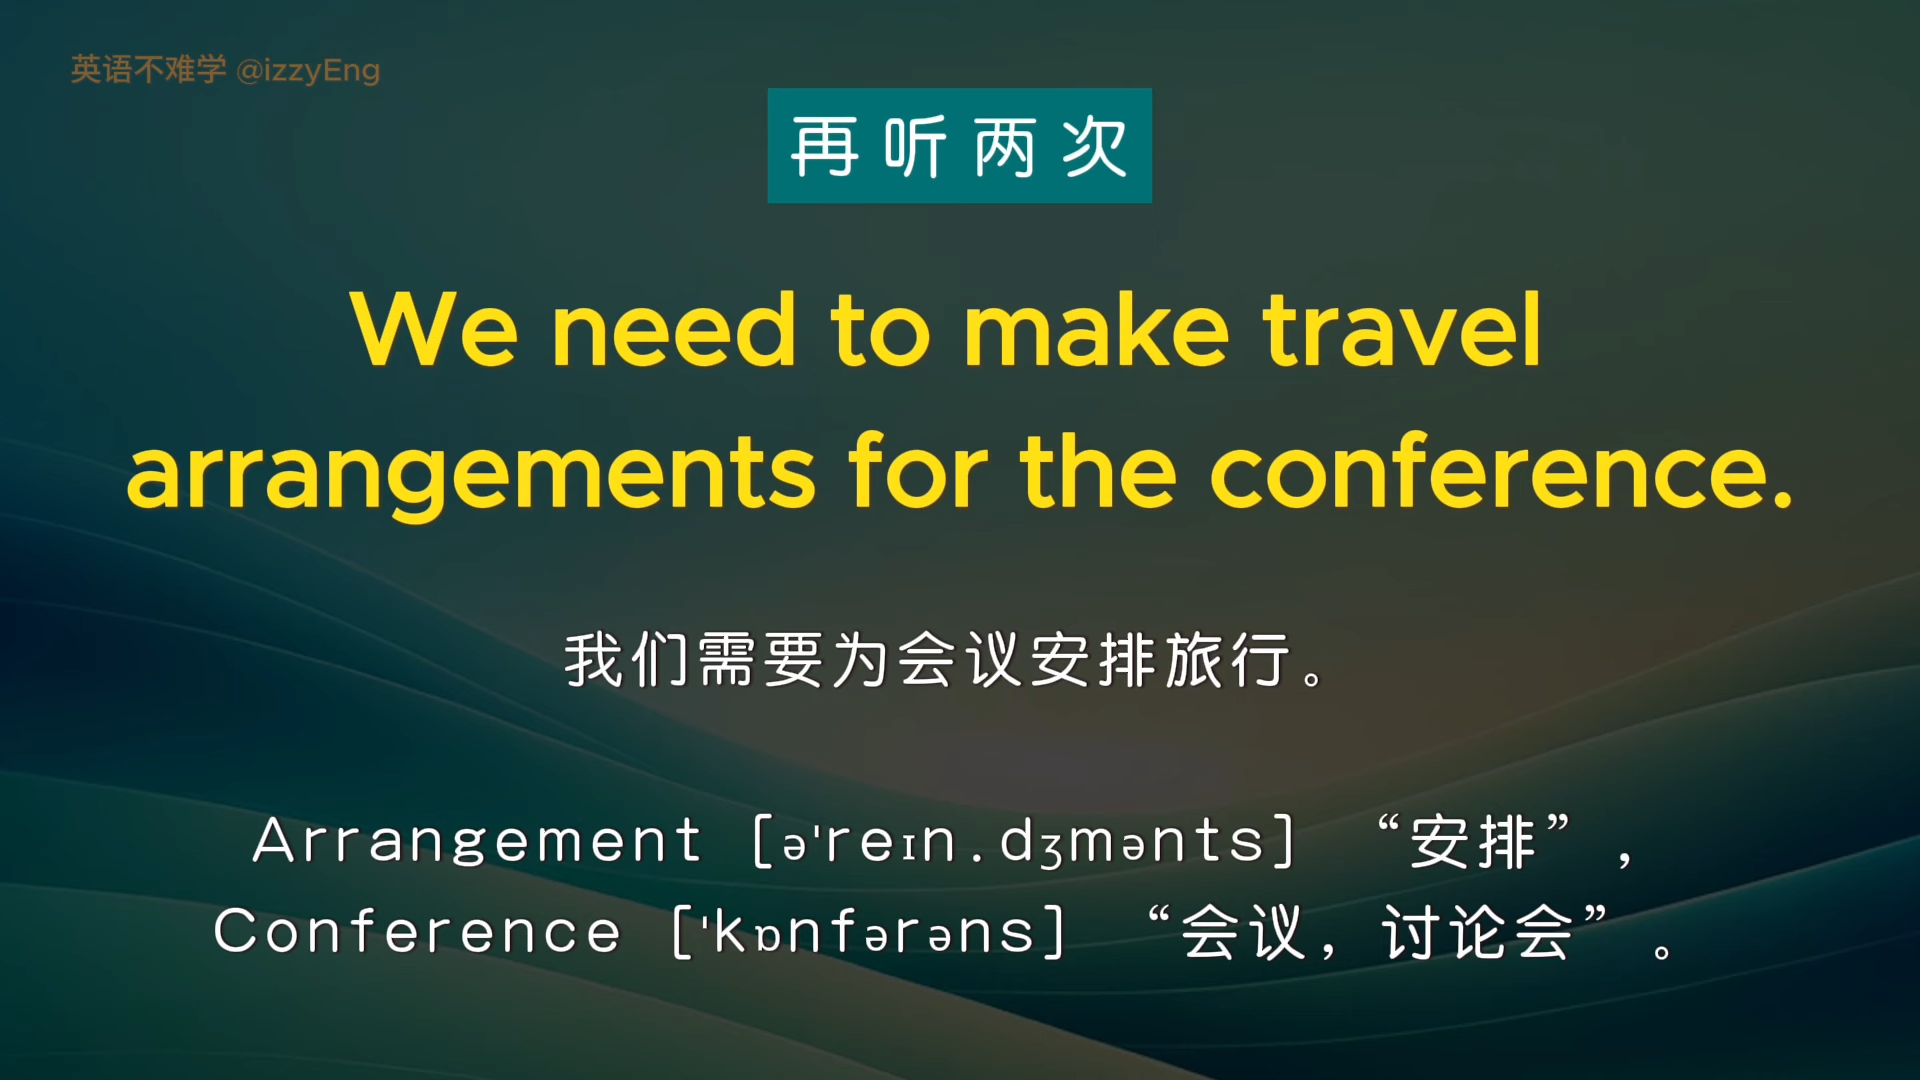 英语不难学 @izzyEng
再听两次
We need to make travel
arrangements for the conference.
我们需要为会议安排旅行。
Arrangement [ə'reɪn.dʒmənts] “安排”,
Conference ['kɒnfərəns] “会议, 讨论会”。